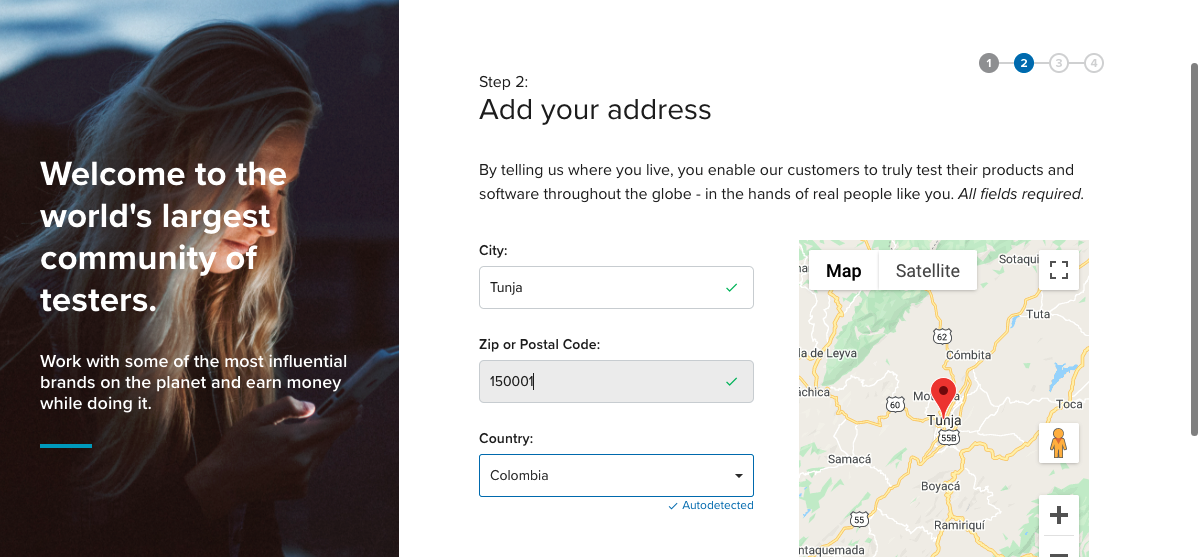 Welcome to the
world's largest
community of
testers.
Work with some of the most influential
brands on the planet and earn money
while doing it.
1 2 3 4
Step 2:
Add your address
By telling us where you live, you enable our customers to truly test their products and
software throughout the globe - in the hands of real people like you. All fields required.
City:
Tunja
Zip or Postal Code:
150001
Country:
Colombia
Autodetected
Map Satellite
Sotaqui
Tuta
62
la de Leyva
Cómbita
áchica
60
Toca
Tunja
55B
Samacá
Boyacá
55
Ramiriquí
ntaquemada